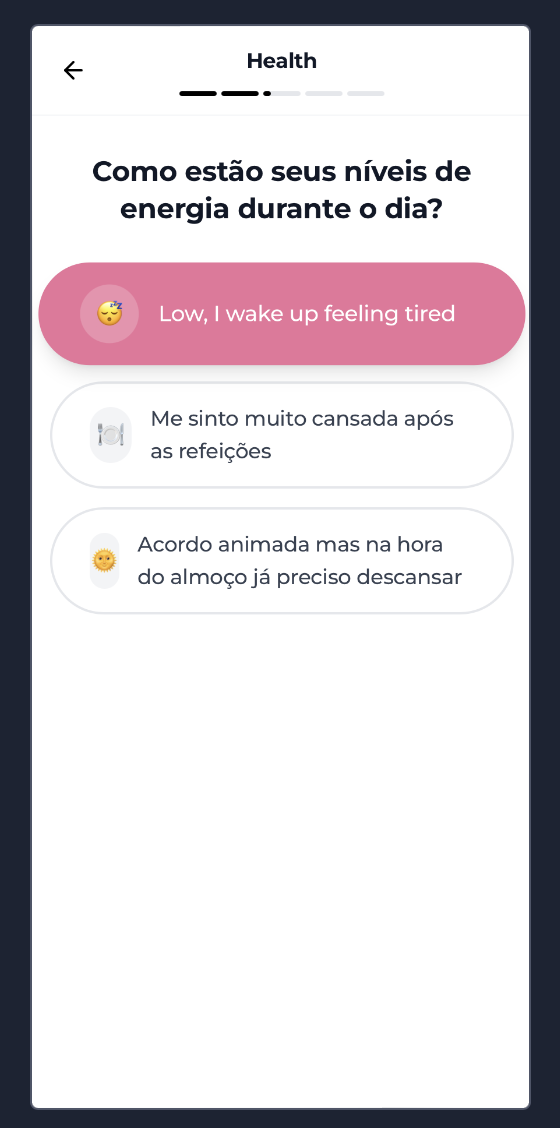 Health
Como estão seus níveis de
energia durante o dia?
Low, I wake up feeling tired
Me sinto muito cansada após
as refeições
Acordo animada mas na hora
do almoço já preciso descansar